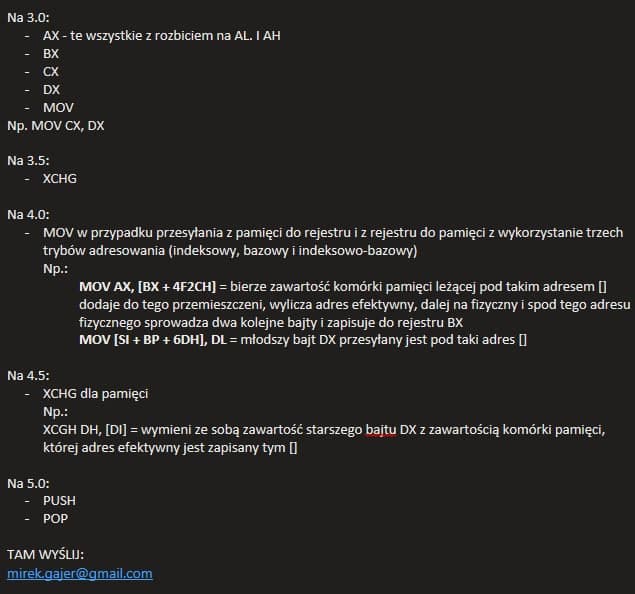 Na 3.0:
- AX - te wszystkie z rozbiciem na AL. I AH
- BX
- CX
- DX
- MOV
Np. MOV CX, DX
Na 3.5:
- XCHG
Na 4.0:
- MOV w przypadku przesyłania z pamięci do rejestru i z rejestru do pamięci z wykorzystanie trzech
trybów adresowania (indeksowy, bazowy i indeksowo-bazowy)
Np.:
MOV AX, [BX + 4F2CH] = bierze zawartość komórki pamięci leżącej pod takim adresem []
dodaje do tego przemieszczeni, wylicza adres efektywny, dalej na fizyczny i spod tego adresu
fizycznego sprowadza dwa kolejne bajty i zapisuje do rejestru BX
MOV [SI + BP + 6DH], DL = młodszy bajt DX przesyłany jest pod taki adres []
Na 4.5:
- XCHG dla pamięci
Np.:
XCGH DH, [DI] = wymieni ze sobą zawartość starszego bajtu DX z zawartością komórki pamięci,
której adres efektywny jest zapisany tym []
Na 5.0:
- PUSH
- POP
TAM WYŚLIJ:
mirek.gajer@gmail.com